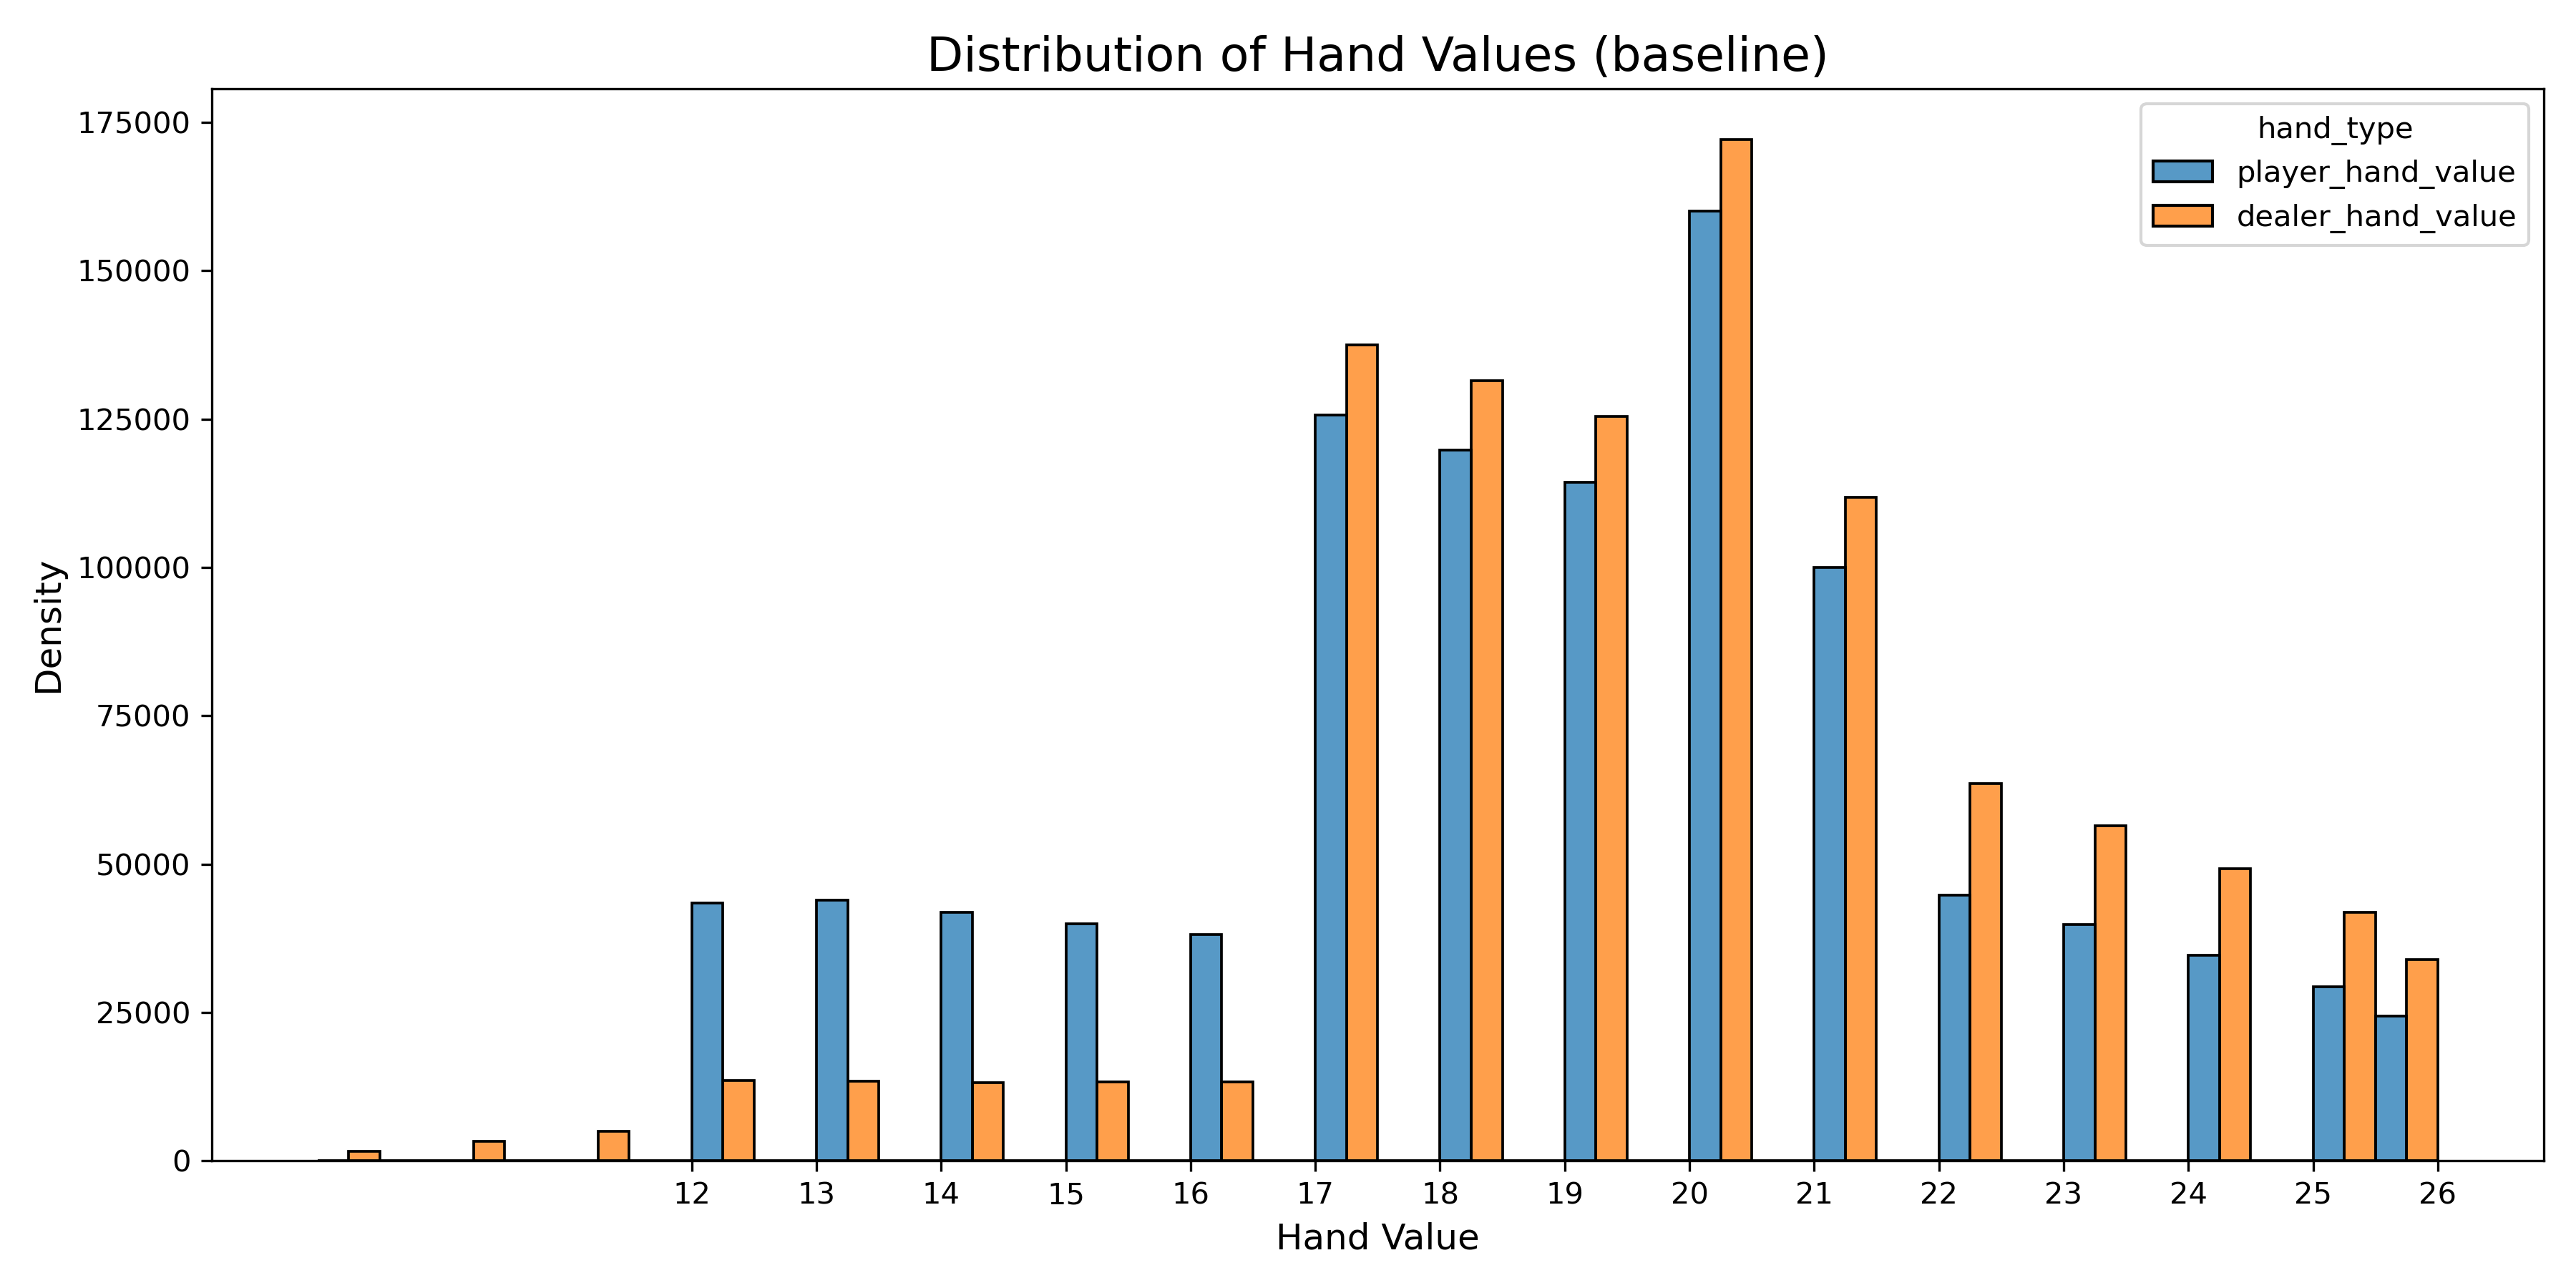 Distribution of Hand Values (baseline)
175000
150000
125000
100000
75000
50000
25000
0
Density
hand_type
player_hand_value
dealer_hand_value
12 13 14 15 16 17 18 19 20 21 22 23 24 25 26
Hand Value